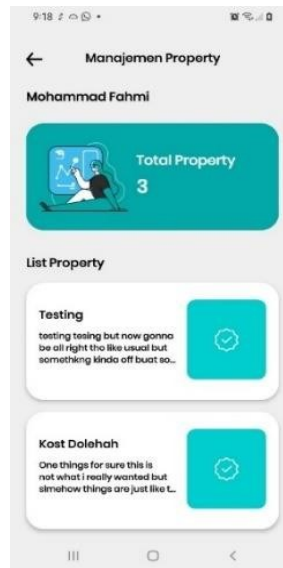 9:18
Manajemen Property
Mohammad Fahmi
Total Property
3
List Property
Testing
testing tesing but now gonna
be all right tho like usual but
somethkng kinda off buat so...
Kost Dolehah
One things for sure this is
not what i really wanted but
simehow things are just like t...